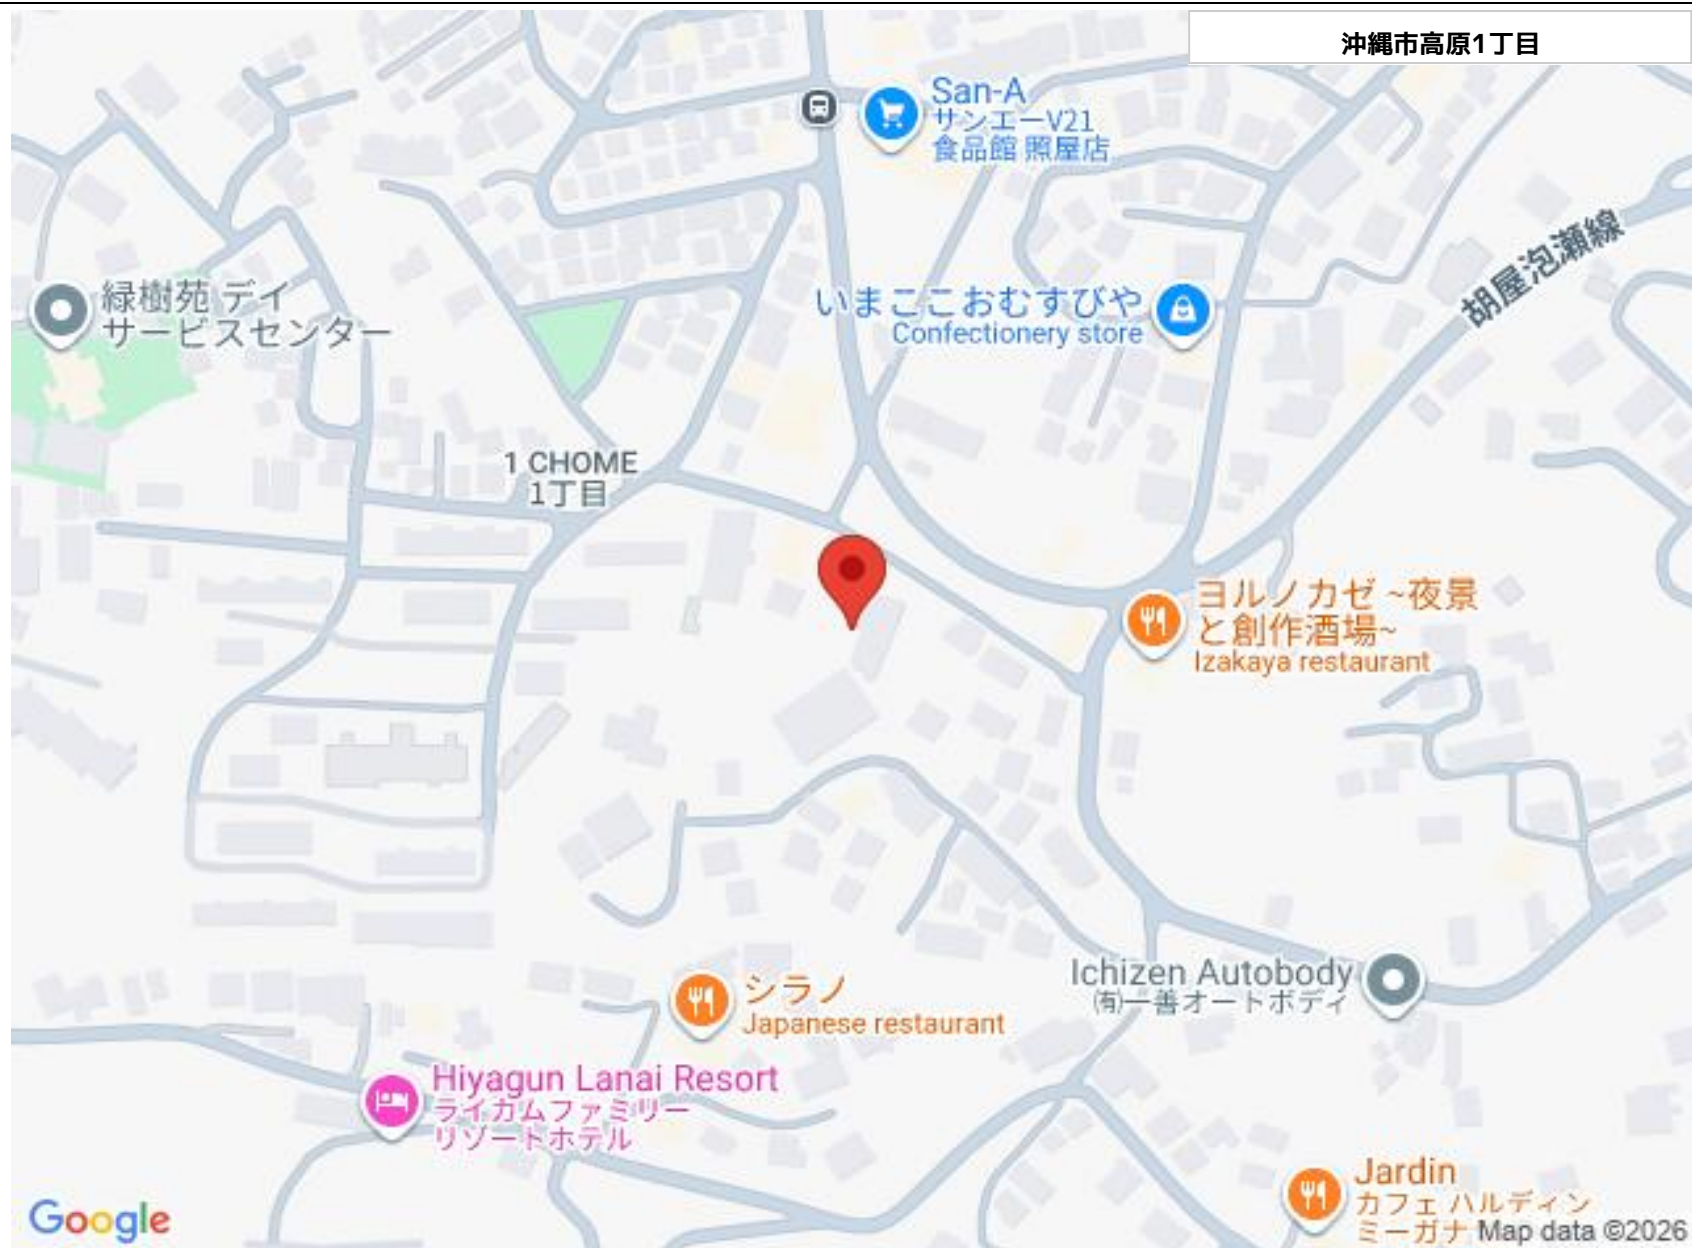 沖縄市高原1丁目
San-A
サンエーV21
食品館 照屋店
胡屋泡瀬線
緑樹苑 デイ
サービスセンター
いまここおむすびや
Confectionery store
1 CHOME
1丁目
ヨルノカゼ ~夜景
と創作酒場~
Izakaya restaurant
Ichizen Autobody
㈲一善オートボディ
シラノ
Japanese restaurant
Hiyagun Lanai Resort
ライカムファミリー
リゾートホテル
Jardin
カフェ ハルディン
ミーガナ
Google
Map data ©2026